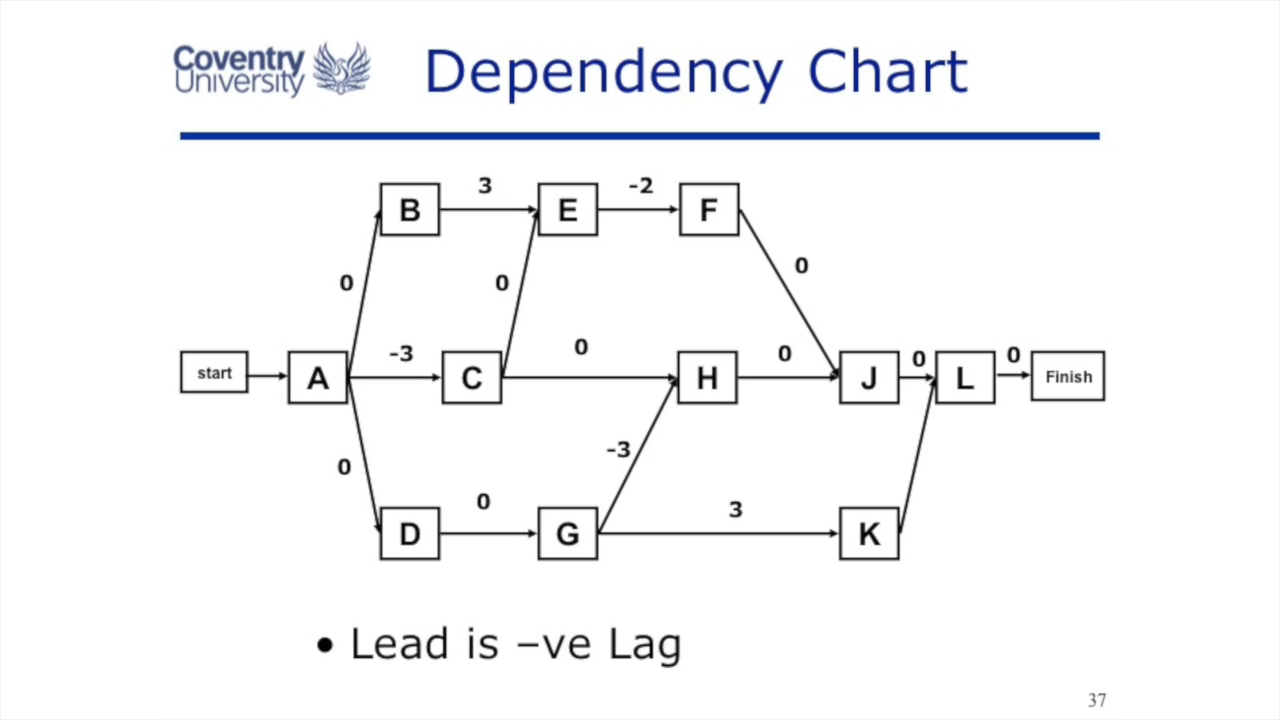 Coventry
University
Dependency Chart
3
-2
B
E
F
0
0
0
-3
0
0
0
0
start
A
C
H
J
L
Finish
-3
0
0
3
D
G
K
• Lead is –ve Lag
37